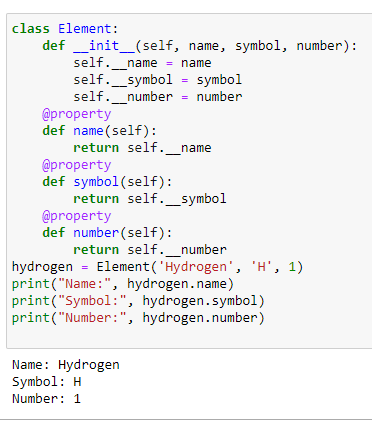 class Element:
    def __init__(self, name, symbol, number):
        self.__name = name
        self.__symbol = symbol
        self.__number = number
    @property
    def name(self):
        return self.__name
    @property
    def symbol(self):
        return self.__symbol
    @property
    def number(self):
        return self.__number
hydrogen = Element('Hydrogen', 'H', 1)
print("Name:", hydrogen.name)
print("Symbol:", hydrogen.symbol)
print("Number:", hydrogen.number)
Name: Hydrogen
Symbol: H
Number: 1